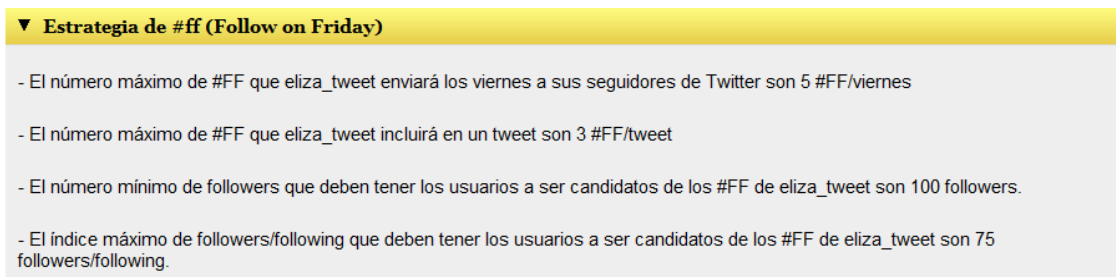 ▼ Estrategia de #ff (Follow on Friday)
- El número máximo de #FF que eliza_tweet enviará los viernes a sus seguidores de Twitter son 5 #FF/viernes
- El número máximo de #FF que eliza_tweet incluirá en un tweet son 3 #FF/tweet
- El número mínimo de followers que deben tener los usuarios a ser candidatos de los #FF de eliza_tweet son 100 followers.
- El índice máximo de followers/following que deben tener los usuarios a ser candidatos de los #FF de eliza_tweet son 75
followers/following.